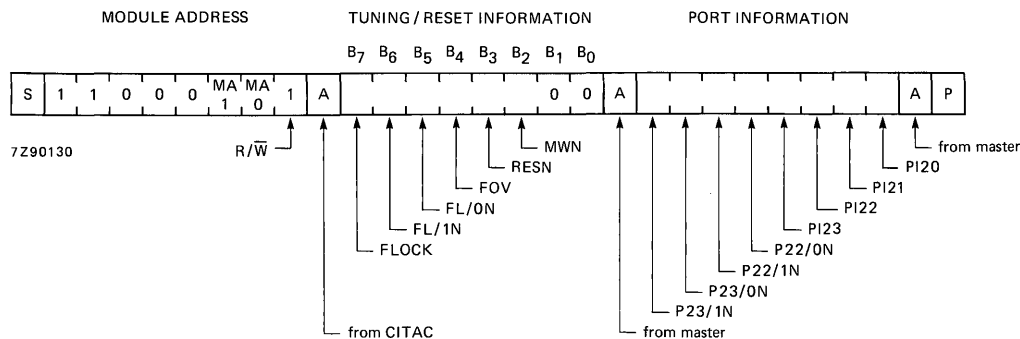 MODULE ADDRESS TUNING / RESET INFORMATION PORT INFORMATION
B7 B6 B5 B4 B3 B2 B1 B0
S 1 1 0 0 0 MA1 MA0 1 A 0 0 A A P
7Z90130 R/W̅ MWN from master
RESN PI20
FOV PI21
FL/0N PI22
FL/1N PI23
FLOCK P22/0N
P22/1N
P23/0N
P23/1N
from CITAC from master